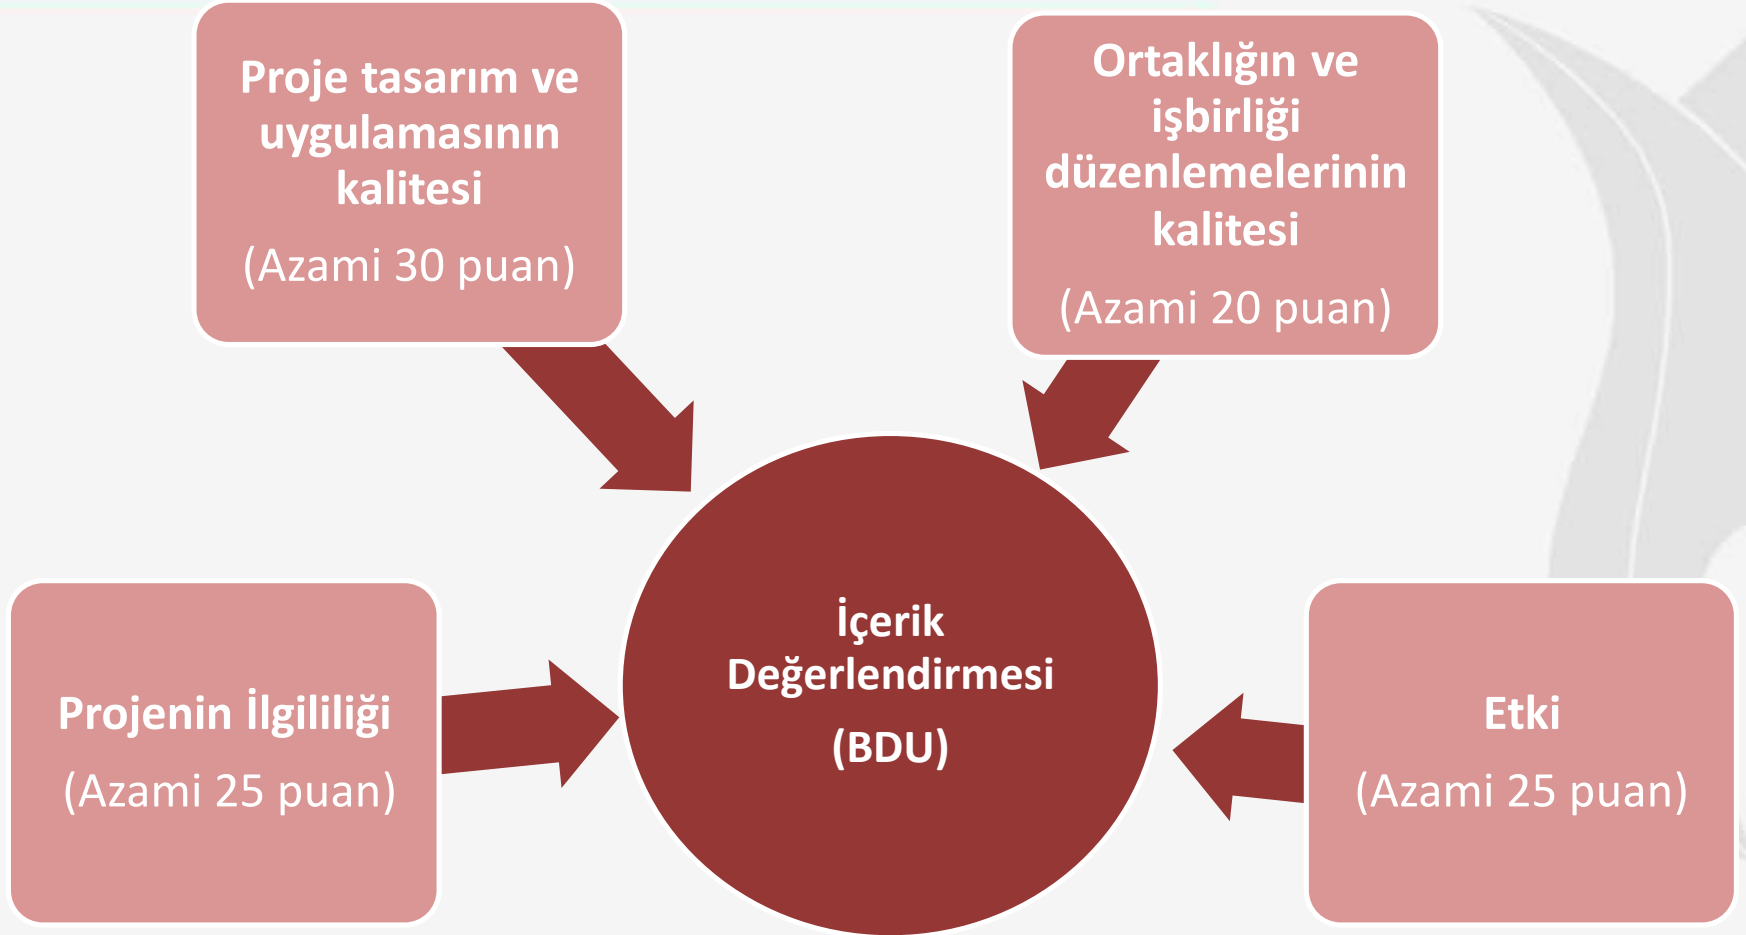 Proje tasarım ve
uygulamasının
kalitesi
(Azami 30 puan)
Ortaklığın ve
işbirliği
düzenlemelerinin
kalitesi
(Azami 20 puan)
Projenin İlgililiği
(Azami 25 puan)
İçerik
Değerlendirmesi
(BDU)
Etki
(Azami 25 puan)